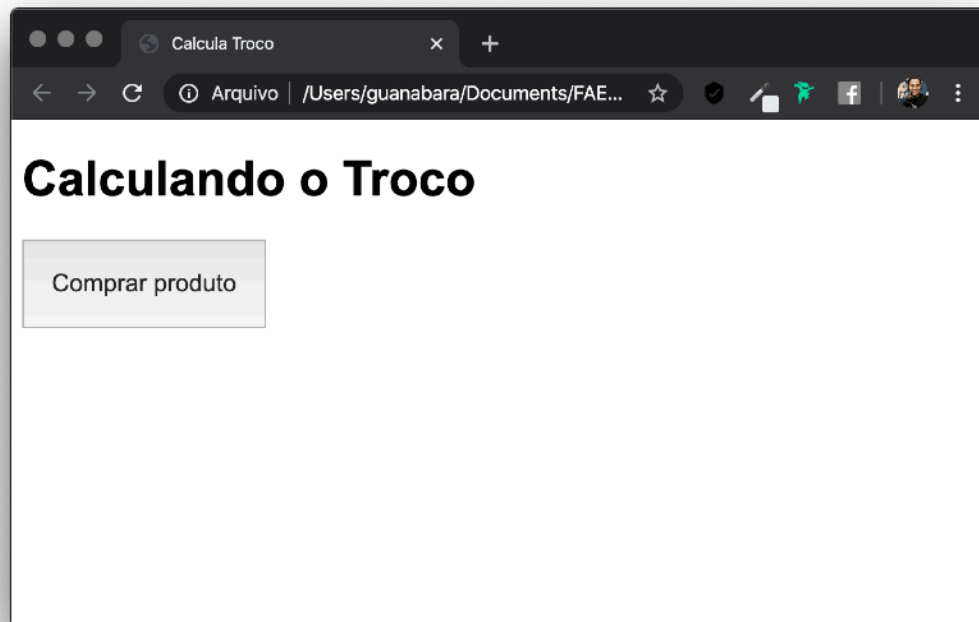 Calcula Troco
Arquivo | /Users/guanabara/Documents/FAE...
Calculando o Troco
Comprar produto